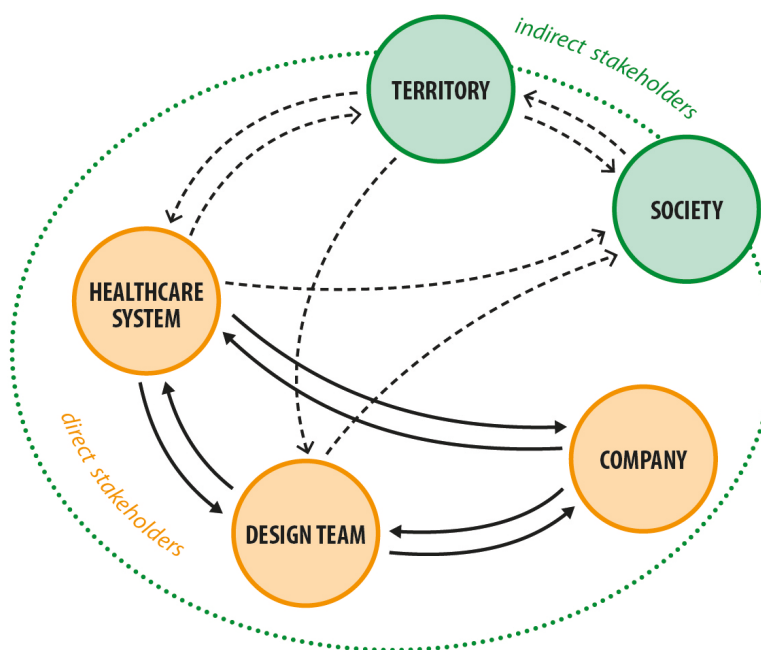 indirect stakeholders
TERRITORY
SOCIETY
HEALTHCARE
SYSTEM
COMPANY
direct stakeholders
DESIGN TEAM